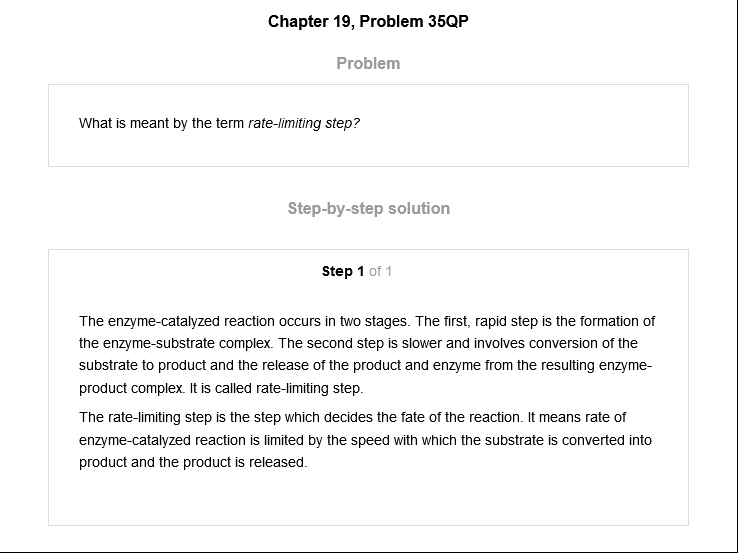 Chapter 19, Problem 35QP
Problem
What is meant by the term rate-limiting step?
Step-by-step solution
Step 1 of 1
The enzyme-catalyzed reaction occurs in two stages. The first, rapid step is the formation of
the enzyme-substrate complex. The second step is slower and involves conversion of the
substrate to product and the release of the product and enzyme from the resulting enzyme-
product complex. It is called rate-limiting step.
The rate-limiting step is the step which decides the fate of the reaction. It means rate of
enzyme-catalyzed reaction is limited by the speed with which the substrate is converted into
product and the product is released.